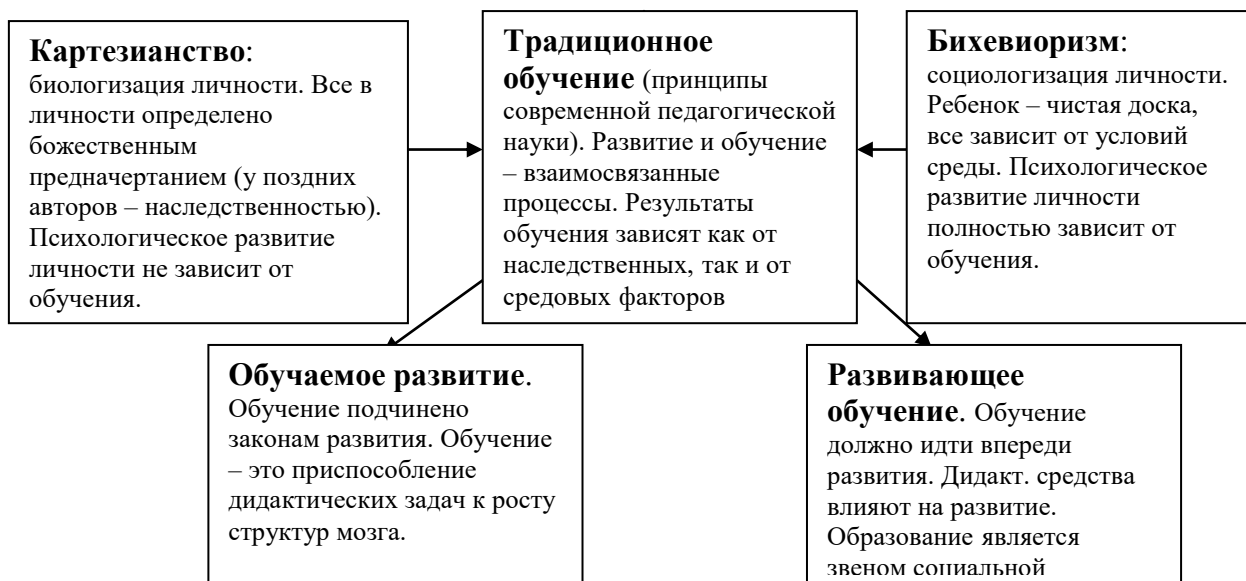 Картезианство:
биологизация личности. Все в
личности определено
божественным
предначертанием (у поздних
авторов – наследственностью).
Психологическое развитие
личности не зависит от
обучения.
Традиционное
обучение (принципы
современной педагогической
науки). Развитие и обучение
– взаимосвязанные
процессы. Результаты
обучения зависят как от
наследственных, так и от
средовых факторов
Бихевиоризм:
социологизация личности.
Ребенок – чистая доска,
все зависит от условий
среды. Психологическое
развитие личности
полностью зависит от
обучения.
Обучаемое развитие.
Обучение подчинено
законам развития. Обучение
– это приспособление
дидактических задач к росту
структур мозга.
Развивающее
обучение. Обучение
должно идти впереди
развития. Дидакт. средства
влияют на развитие.
Образование является
звеном социальной